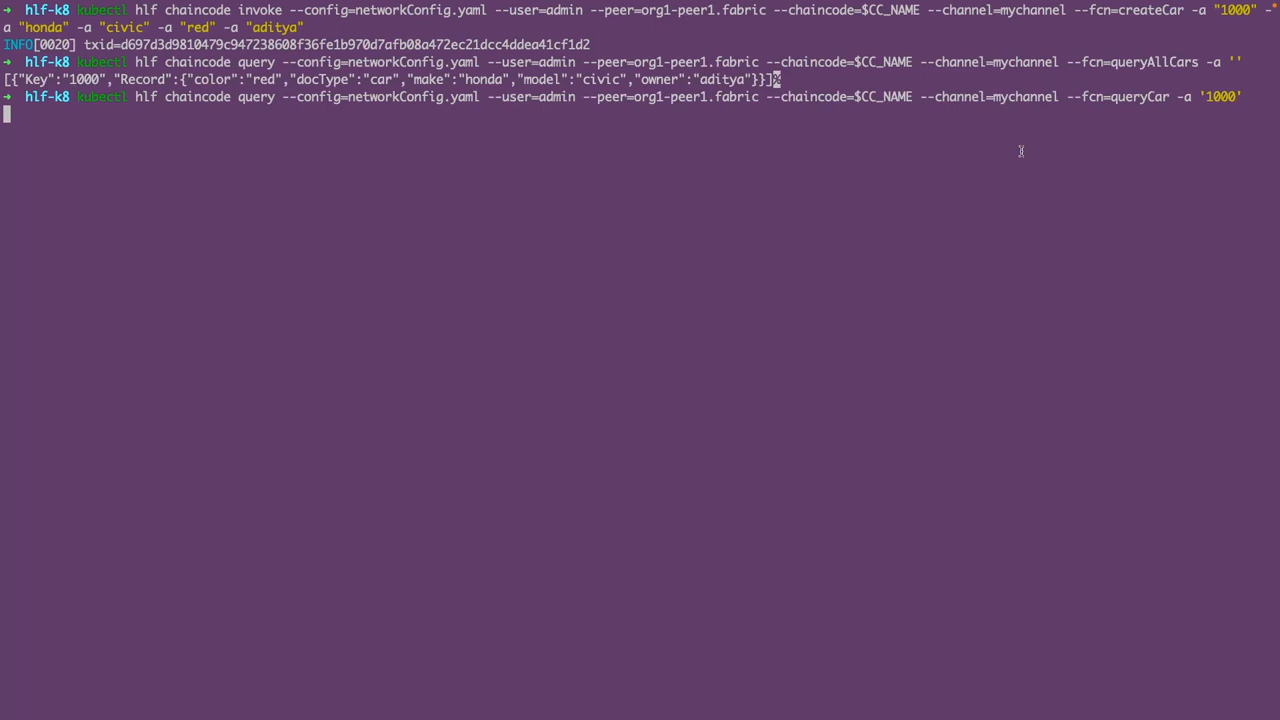 ➜  hlf-k8 kubectl hlf chaincode invoke --config=networkConfig.yaml --user=admin --peer=org1-peer1.fabric --chaincode=$CC_NAME --channel=mychannel --fcn=createCar -a "1000" -
a "honda" -a "civic" -a "red" -a "aditya"
INFO[0020] txid=d697d3d9810479c947238608f36fe1b970d7afb08a472ec21dcc4ddea41cf1d2
➜  hlf-k8 kubectl hlf chaincode query --config=networkConfig.yaml --user=admin --peer=org1-peer1.fabric --chaincode=$CC_NAME --channel=mychannel --fcn=queryAllCars -a ''
[{"Key":"1000","Record":{"color":"red","docType":"car","make":"honda","model":"civic","owner":"aditya"}}]%
➜  hlf-k8 kubectl hlf chaincode query --config=networkConfig.yaml --user=admin --peer=org1-peer1.fabric --chaincode=$CC_NAME --channel=mychannel --fcn=queryCar -a '1000'